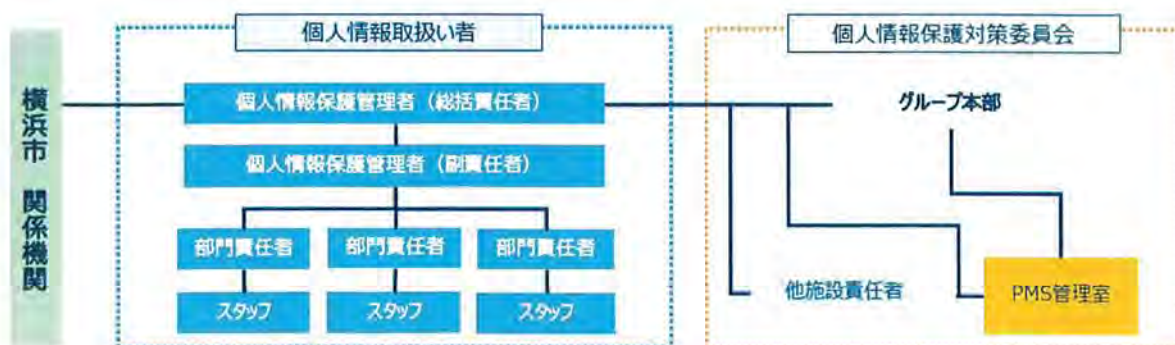 個人情報取扱い者
個人情報保護対策委員会
横浜市 関係機関
個人情報保護管理者（総括責任者）
グループ本部
個人情報保護管理者（副責任者）
部門責任者
部門責任者
部門責任者
スタッフ
スタッフ
スタッフ
他施設責任者
PMS管理室